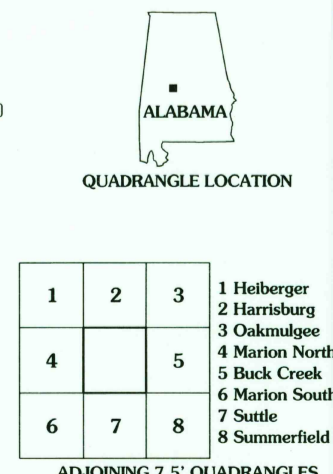 ALABAMA
QUADRANGLE LOCATION
1 2 3
4 5
6 7 8
1 Heiberger
2 Harrisburg
3 Oakmulgee
4 Marion North
5 Buck Creek
6 Marion South
7 Suttle
8 Summerfield
ADJOINING 7.5' QUADRANGLES